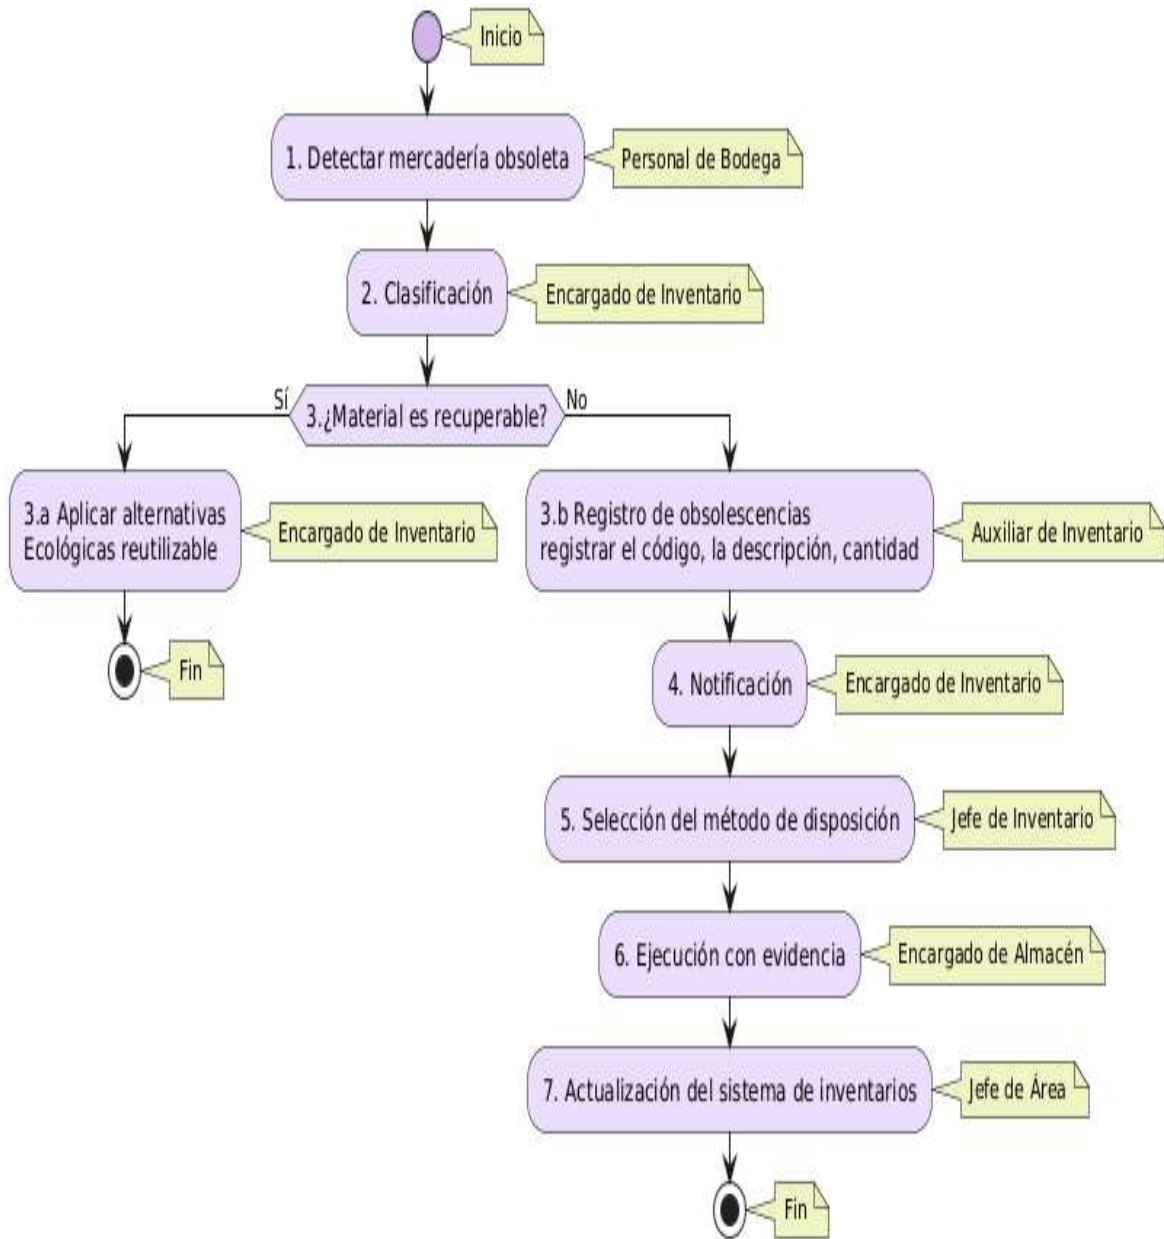 Inicio
1. Detectar mercadería obsoleta
Personal de Bodega
2. Clasificación
Encargado de Inventario
Sí
3.¿Material es recuperable?
No
3.a Aplicar alternativas
Ecológicas reutilizable
Encargado de Inventario
3.b Registro de obsolescencias
registrar el código, la descripción, cantidad
Auxiliar de Inventario
Fin
4. Notificación
Encargado de Inventario
5. Selección del método de disposición
Jefe de Inventario
6. Ejecución con evidencia
Encargado de Almacén
7. Actualización del sistema de inventarios
Jefe de Área
Fin